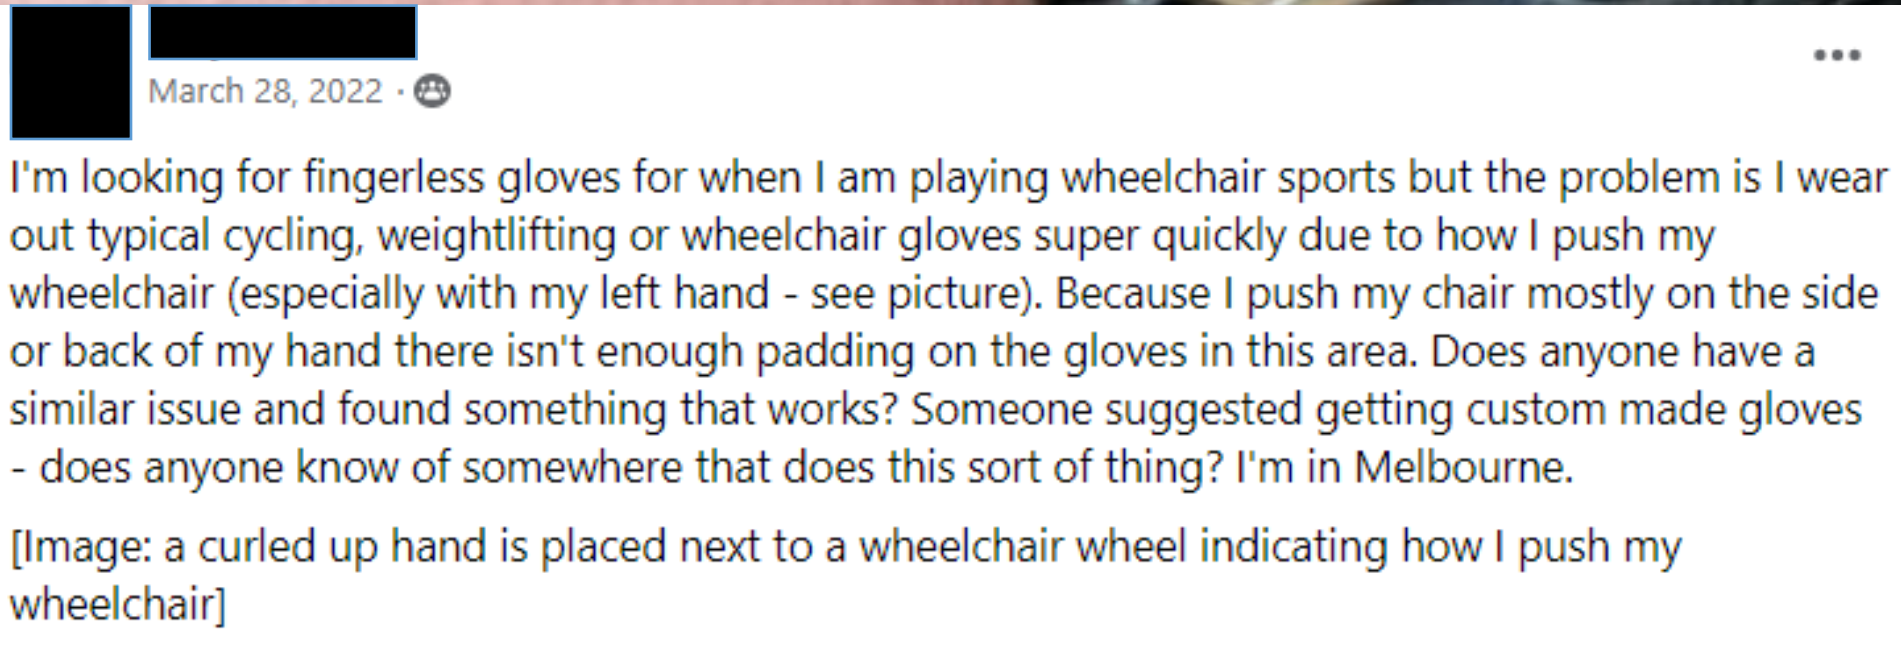 March 28, 2022 ·
I'm looking for fingerless gloves for when I am playing wheelchair sports but the problem is I wear
out typical cycling, weightlifting or wheelchair gloves super quickly due to how I push my
wheelchair (especially with my left hand - see picture). Because I push my chair mostly on the side
or back of my hand there isn't enough padding on the gloves in this area. Does anyone have a
similar issue and found something that works? Someone suggested getting custom made gloves
- does anyone know of somewhere that does this sort of thing? I'm in Melbourne.
[Image: a curled up hand is placed next to a wheelchair wheel indicating how I push my
wheelchair]